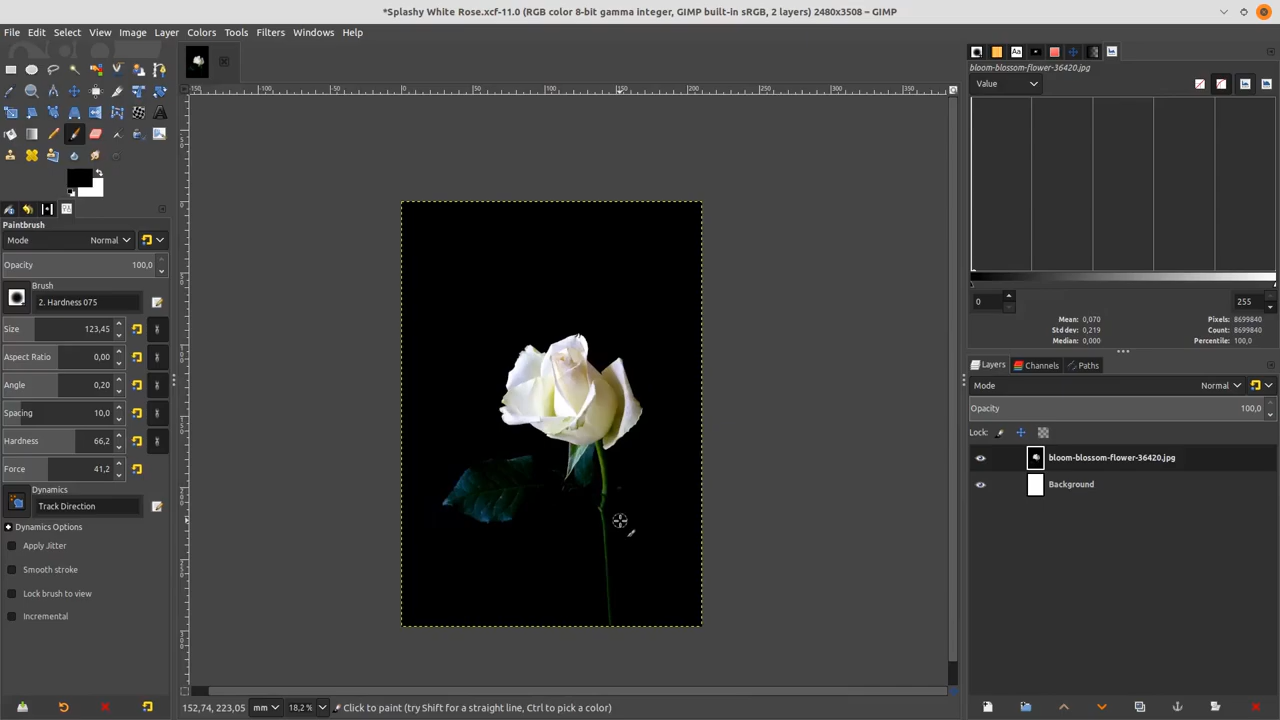 *Splashy White Rose.xcf-11.0 (RGB color 8-bit gamma integer, GIMP built-in sRGB, 2 layers) 2480x3508 – GIMP
File Edit Select View Image Layer Colors Tools Filters Windows Help
bloom-blossom-flower-36420.jpg
Value
0 255
Mean: 0,070 Pixels: 8699840
Std dev: 0,219 Count: 8699840
Median: 0,000 Percentile: 100,0
Paintbrush
Mode Normal
Opacity 100,0
Brush
2. Hardness 075
Size 123,45
Aspect Ratio 0,00
Angle 0,20
Spacing 10,0
Hardness 66,2
Force 41,2
Dynamics
Track Direction
Dynamics Options
Apply Jitter
Smooth stroke
Lock brush to view
Incremental
Layers Channels Paths
Mode Normal
Opacity 100,0
Lock:
bloom-blossom-flower-36420.jpg
Background
152,74, 223,05 mm 18,2 % Click to paint (try Shift for a straight line, Ctrl to pick a color)